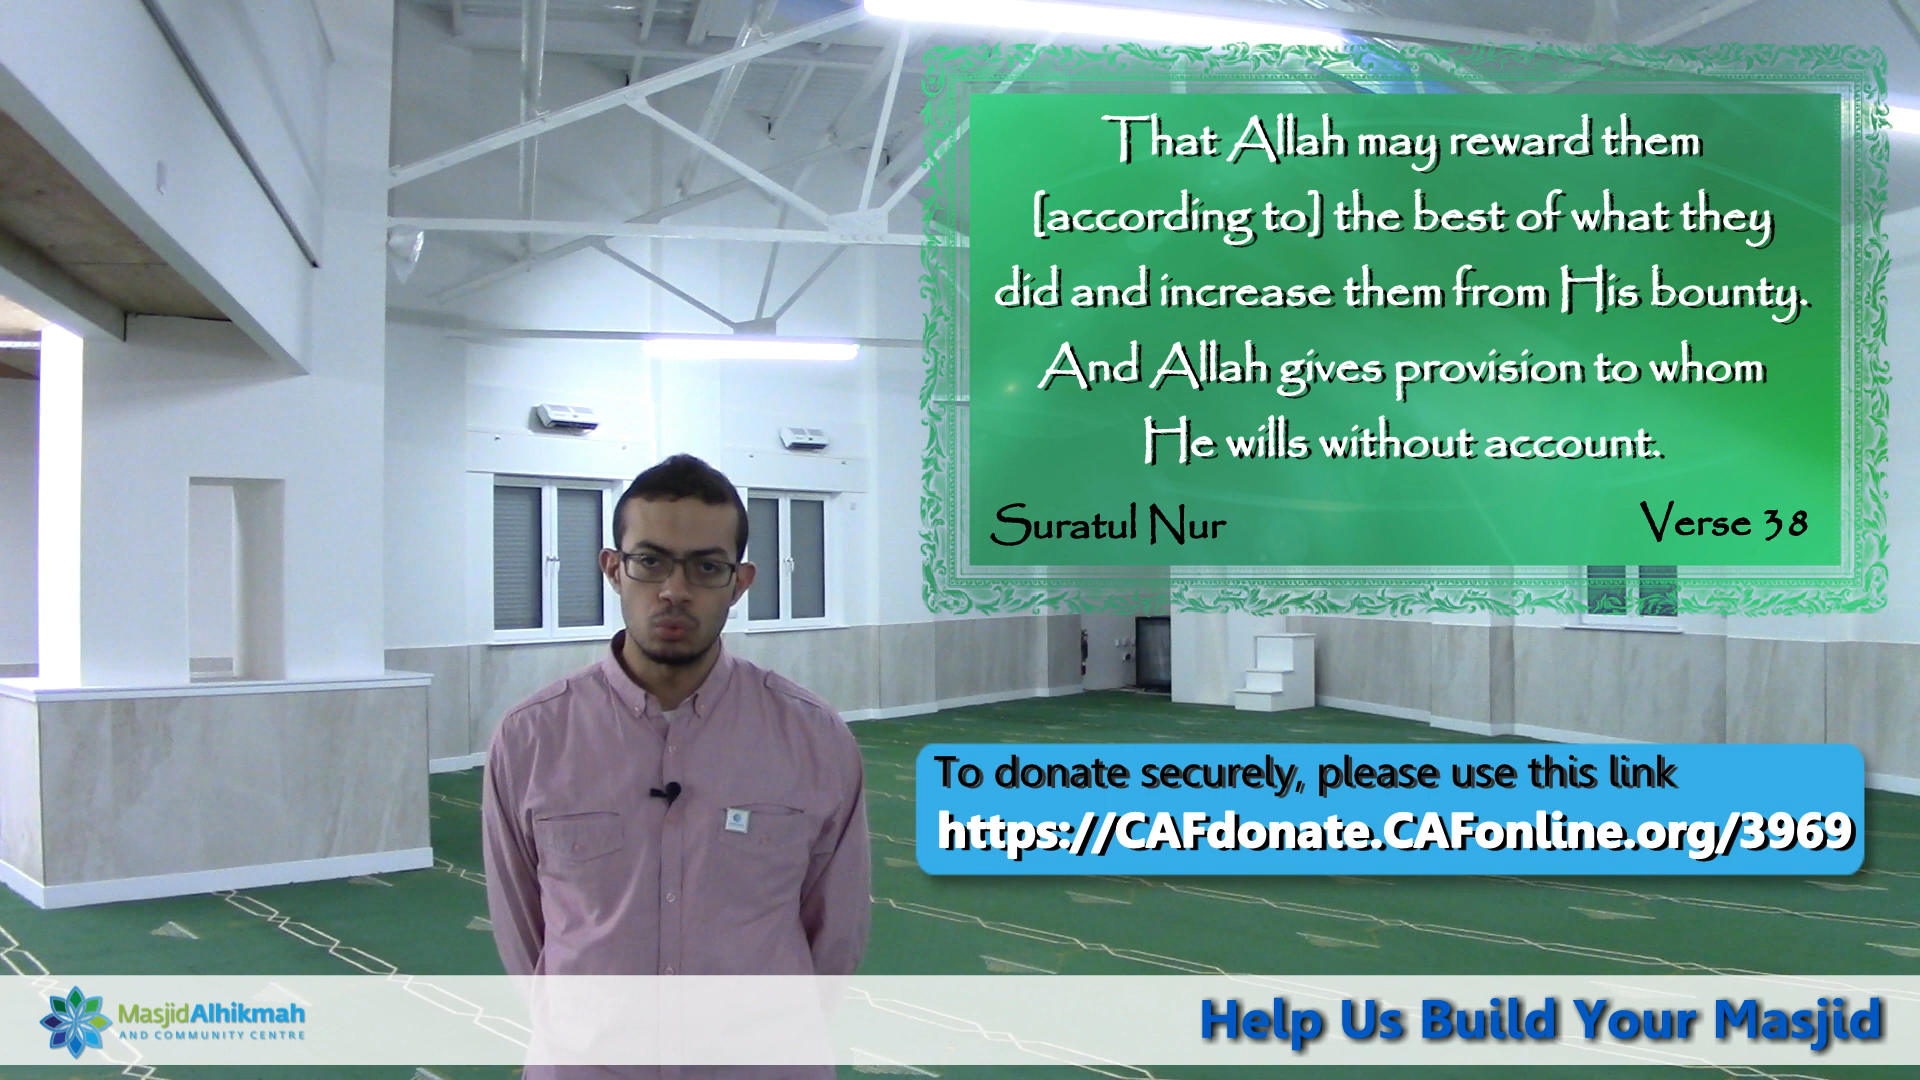 That Allah may reward them
[according to] the best of what they
did and increase them from His bounty.
And Allah gives provision to whom
He wills without account.
Suratul Nur
Verse 38
To donate securely, please use this link
https://CAFdonate.CAFonline.org/3969
MasjidAlhikmah
AND COMMUNITY CENTRE
Help Us Build Your Masjid